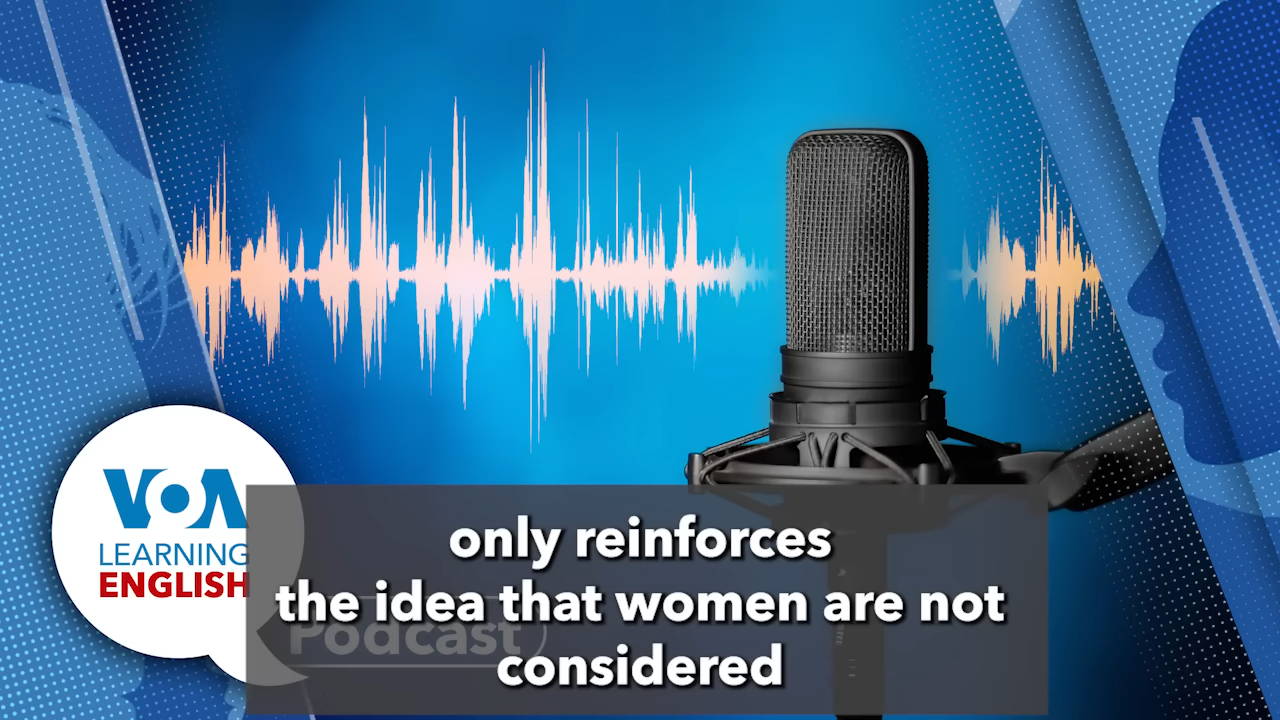 VOA
LEARNING
ENGLISH
Podcast
only reinforces
the idea that women are not
considered